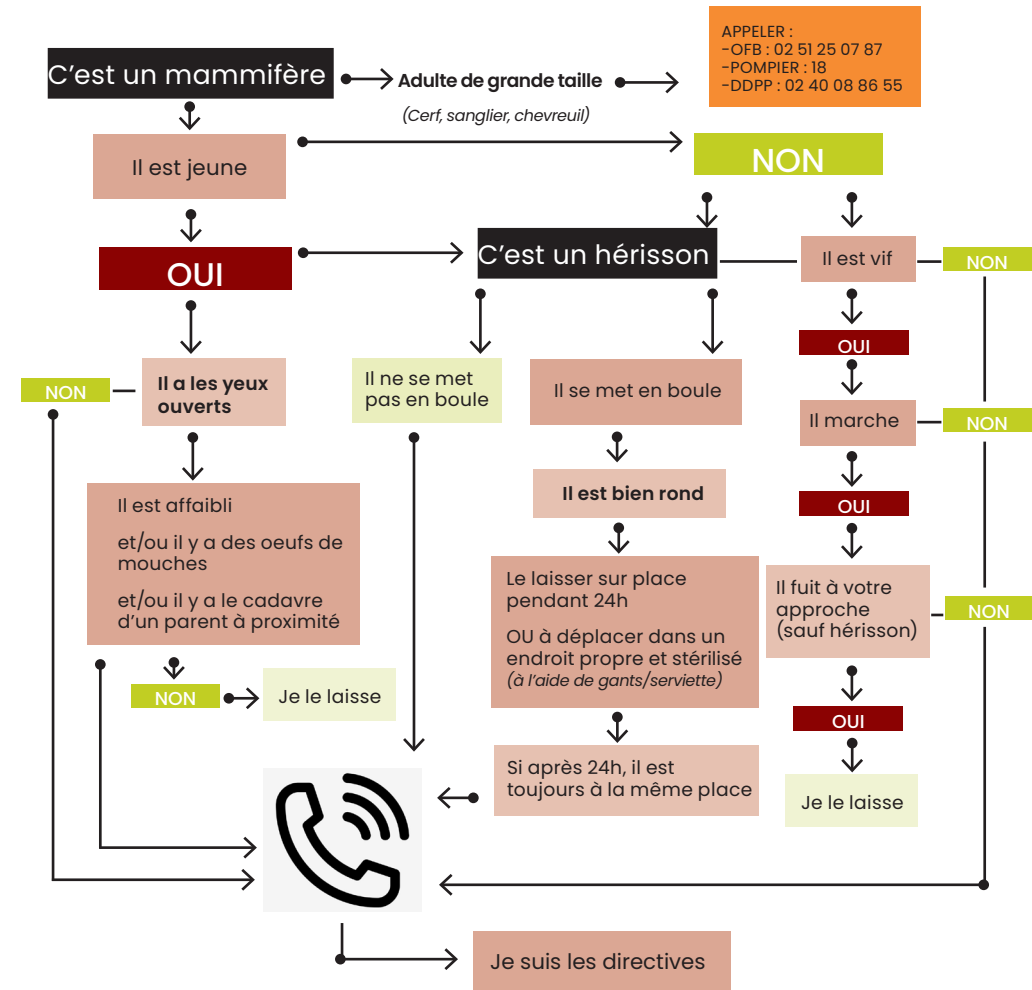 APPELER :
-OFB : 02 51 25 07 87
-POMPIER : 18
-DDPP : 02 40 08 86 55
C'est un mammifère
Adulte de grande taille
(Cerf, sanglier, chevreuil)
Il est jeune
NON
OUI
C'est un hérisson
Il est vif
NON
OUI
NON
Il a les yeux
ouverts
Il ne se met
pas en boule
Il se met en boule
Il marche
NON
Il est affaibli
et/ou il y a des oeufs de
mouches
et/ou il y a le cadavre
d'un parent à proximité
Il est bien rond
OUI
Le laisser sur place
pendant 24h
OU à déplacer dans un
endroit propre et stérilisé
(à l'aide de gants/serviette)
Il fuit à votre
approche
(sauf hérisson)
NON
NON
Je le laisse
OUI
Si après 24h, il est
toujours à la même place
Je le laisse
Je suis les directives